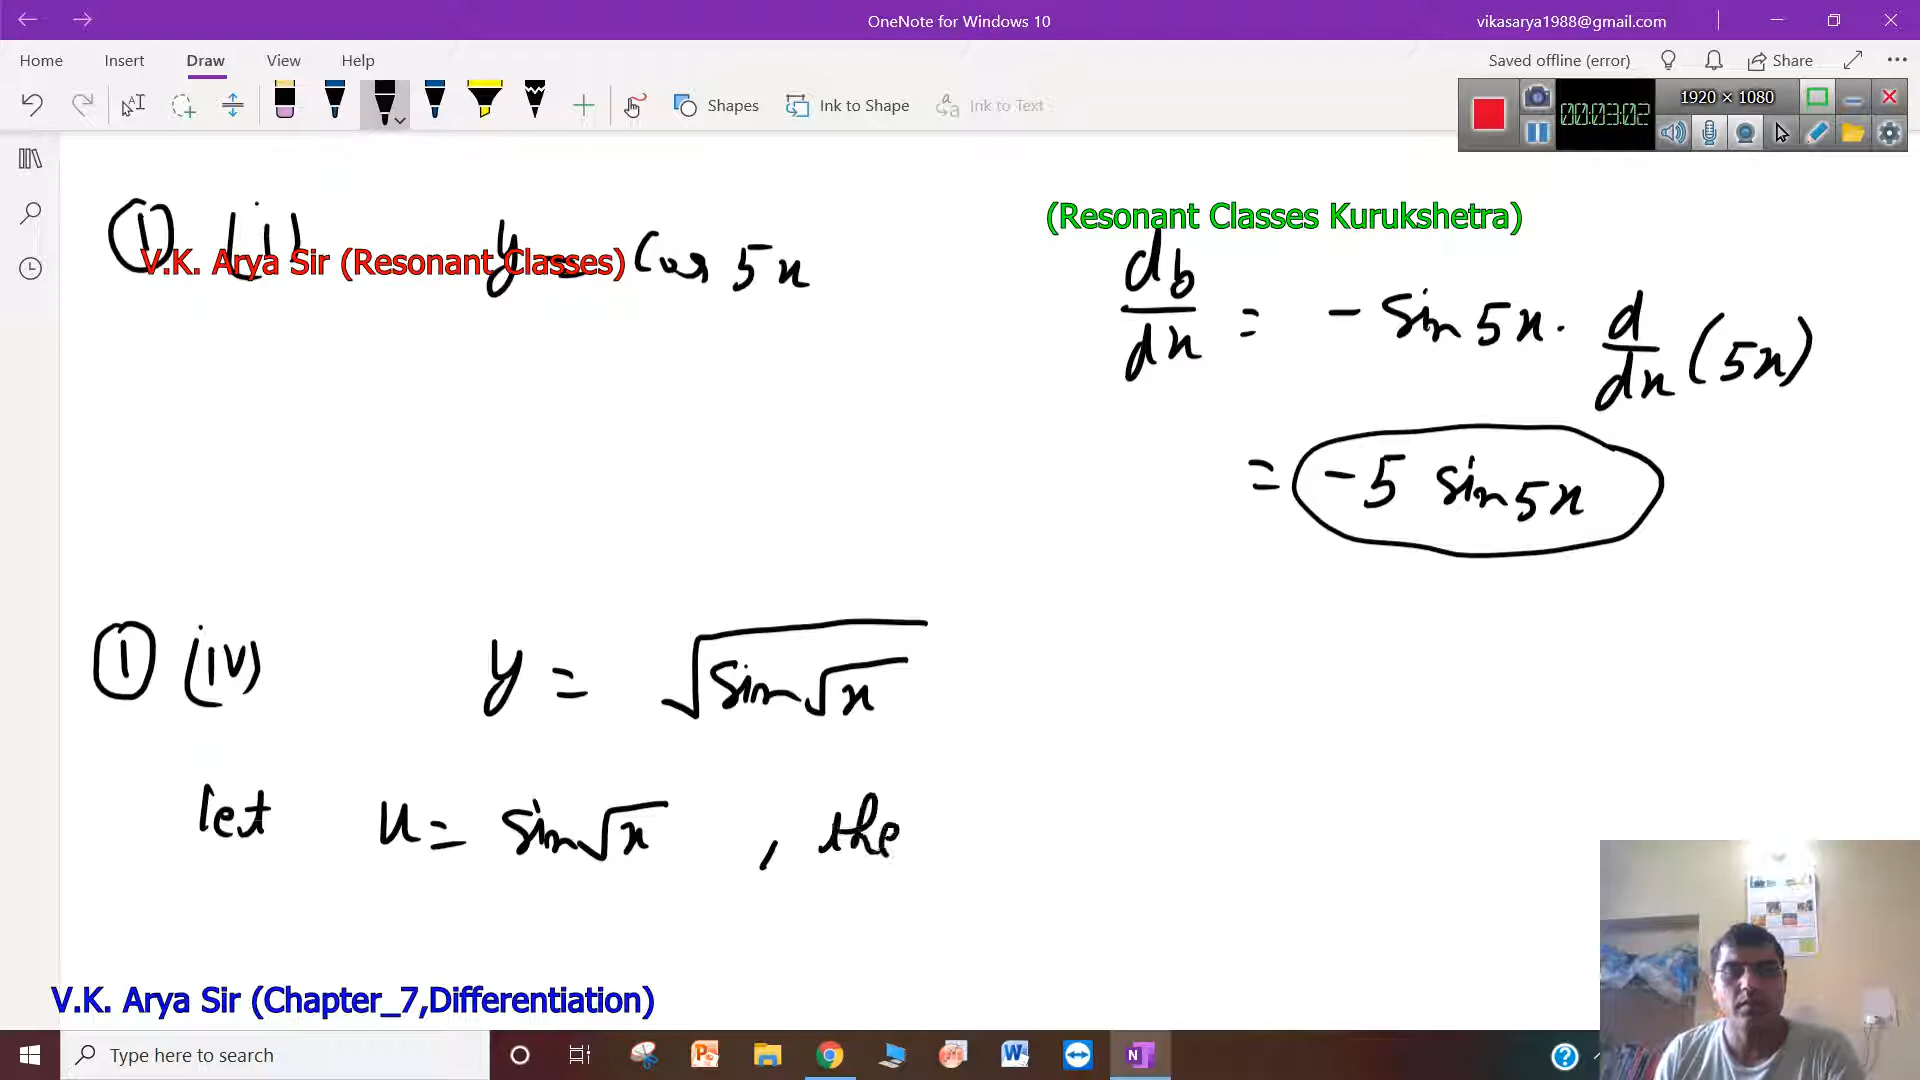 OneNote for Windows 10
vikasarya1988@gmail.com
Home Insert Draw View Help
Saved offline (error) Share
Shapes Ink to Shape Ink to Text
1920 × 1080
00:03:02
(Resonant Classes Kurukshetra)
V.K. Arya Sir (Resonant Classes)
① (i) y = Cos 5x
dy/dx = - Sin 5x . d/dx (5x)
= -5 sin 5x
① (iv) y = √(Sin √x)
let u = Sin √x , the
V.K. Arya Sir (Chapter_7,Differentiation)
Type here to search